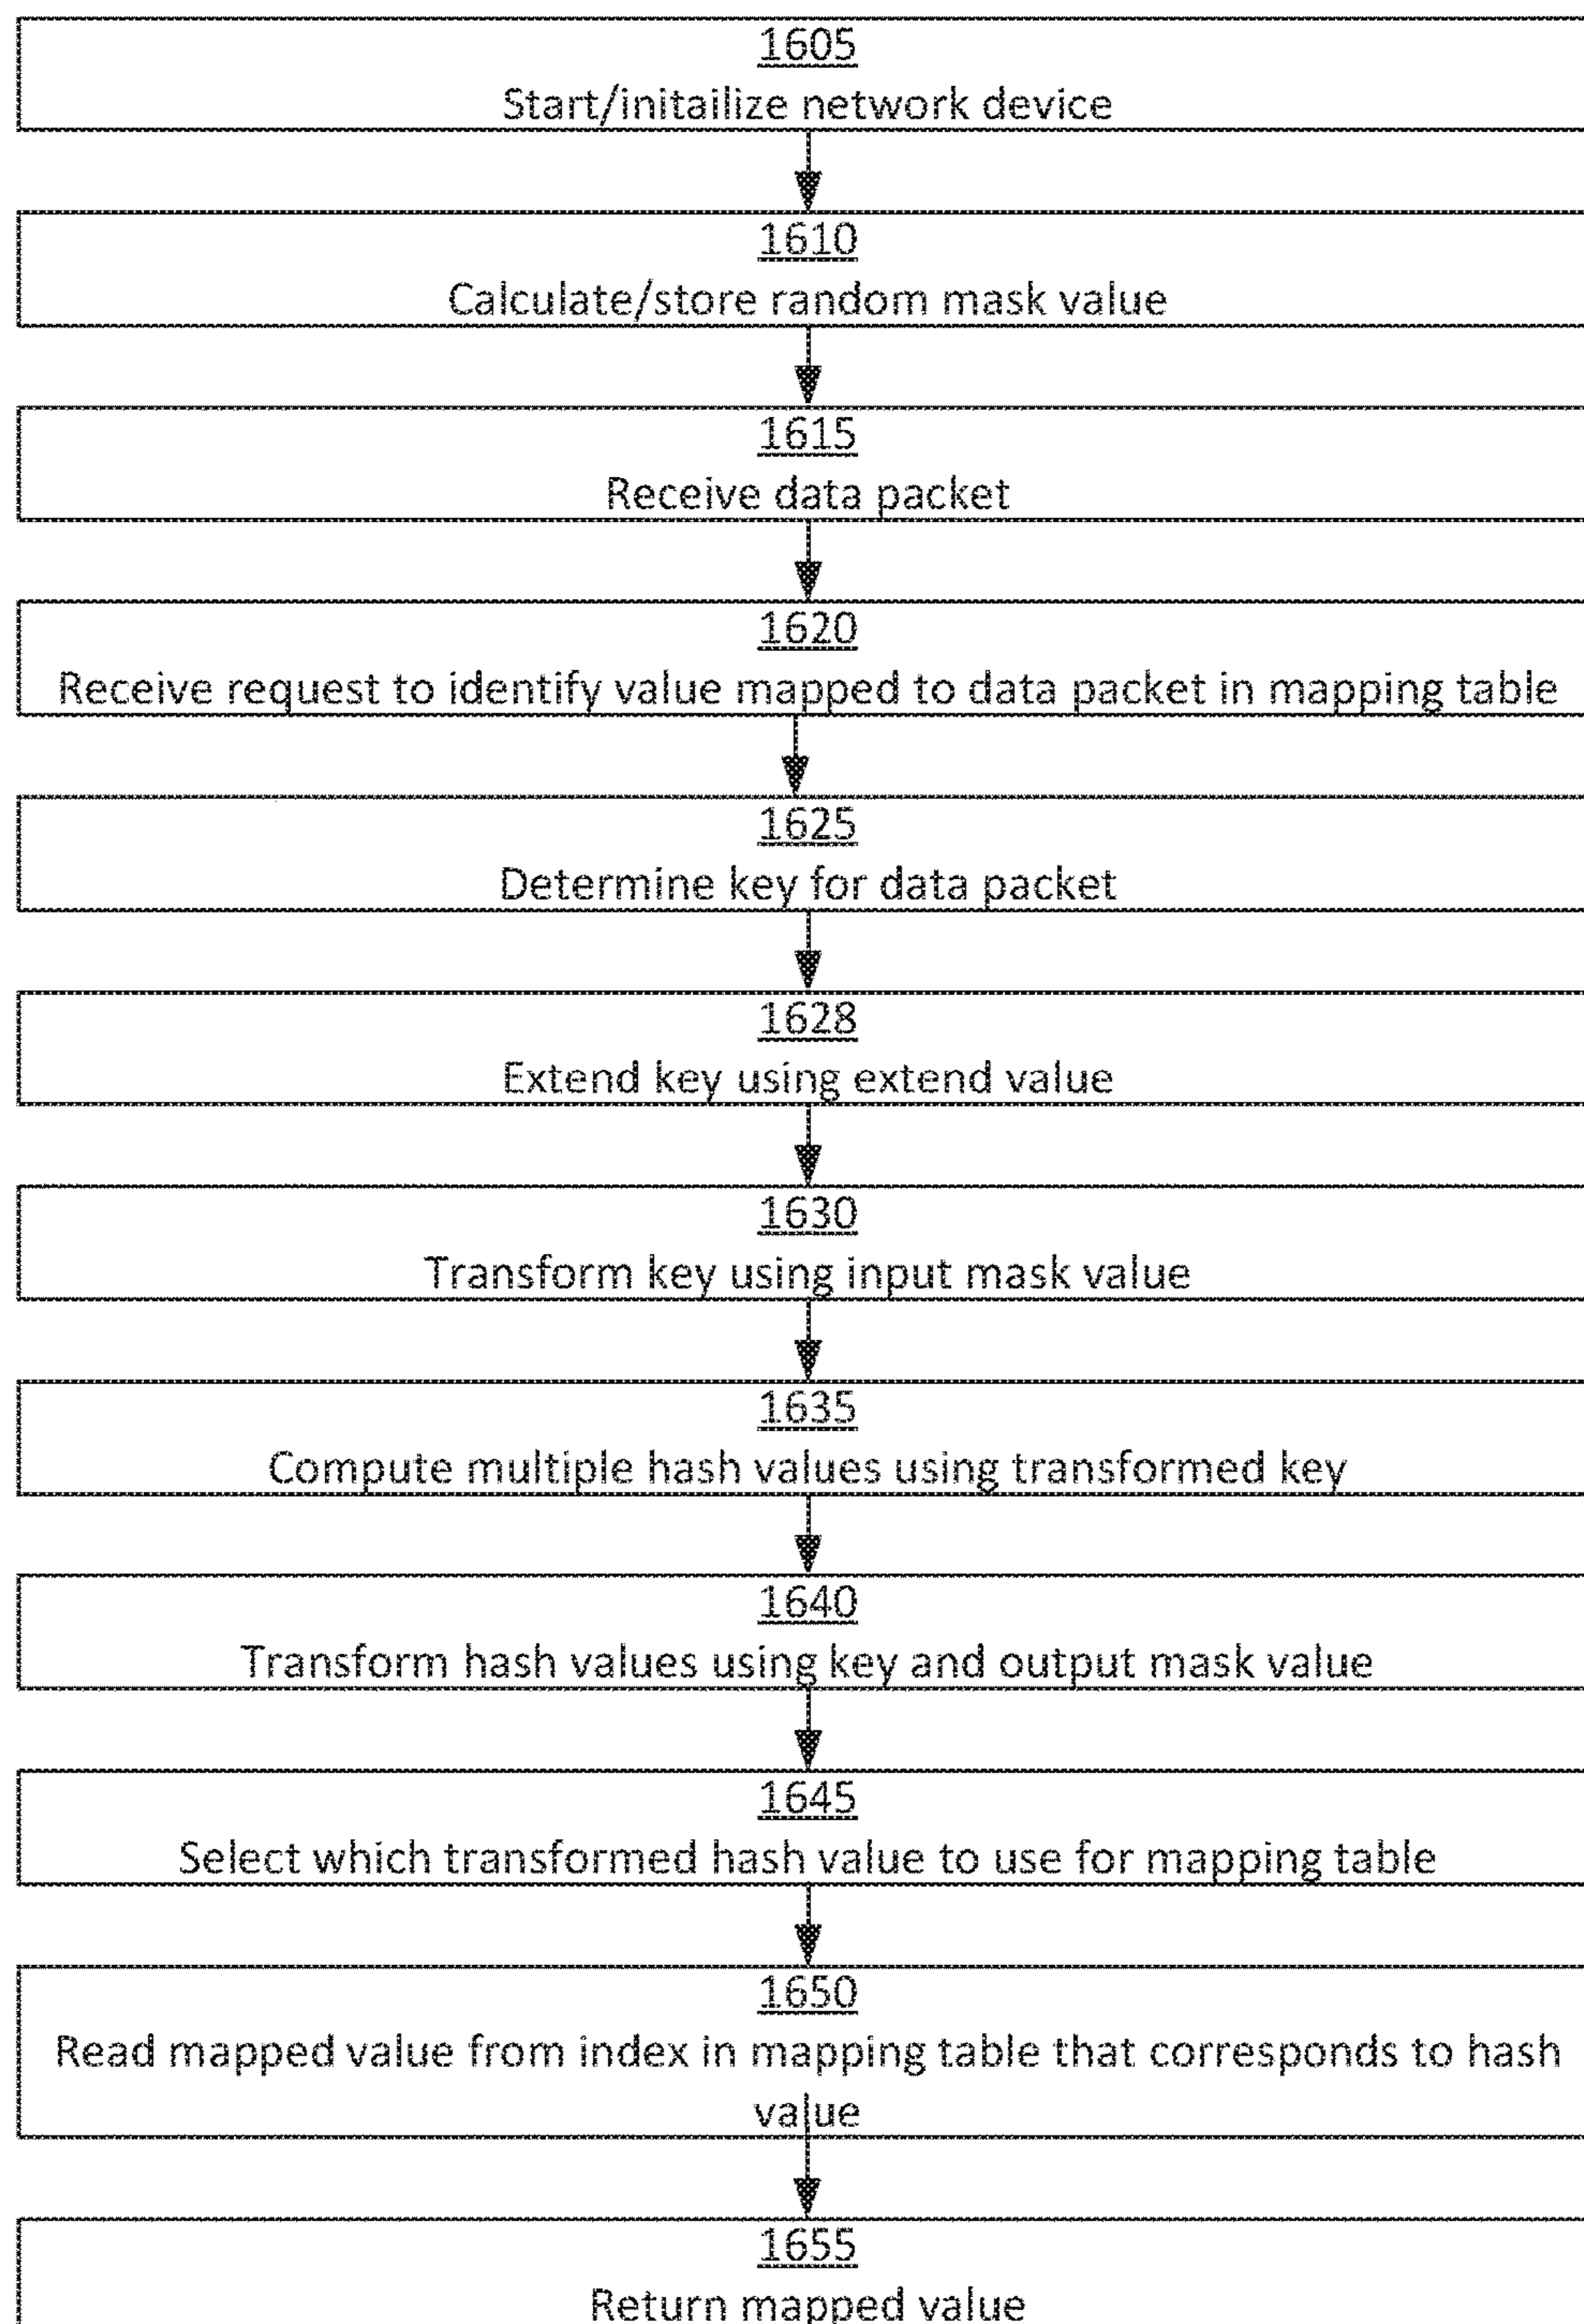 1605
Start/initailize network device
1610
Calculate/store random mask value
1615
Receive data packet
1620
Receive request to identify value mapped to data packet in mapping table
1625
Determine key for data packet
1628
Extend key using extend value
1630
Transform key using input mask value
1635
Compute multiple hash values using transformed key
1640
Transform hash values using key and output mask value
1645
Select which transformed hash value to use for mapping table
1650
Read mapped value from index in mapping table that corresponds to hash
value
1655
Return mapped value